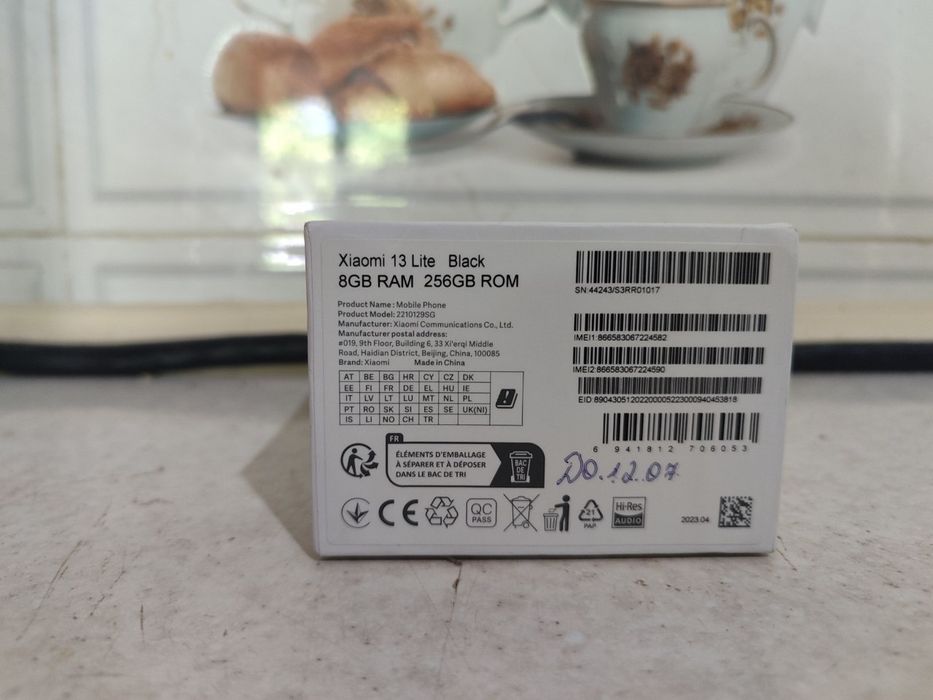 Xiaomi 13 Lite Black
8GB RAM 256GB ROM
Product Name: Mobile Phone
Product Model: 2210129SG
Manufacturer: Xiaomi Communications Co., Ltd.
Manufacturer postal address:
#019, 9th Floor, Building 6, 33 Xi'erqi Middle
Road, Haidian District, Beijing, China, 100085
Brand: Xiaomi Made in China
AT BE BG HR CY CZ DK
EE FI FR DE EL HU IE
IT LV LT LU MT NL PL
PT RO SK SI ES SE UK(NI)
IS LI NO CH TR
SN:44243/S3RR01017
IMEI1:866583067224582
IMEI2:866583067224590
EID 89043051202200005223000940453818
6 941812 706053
FR
ÉLÉMENTS D'EMBALLAGE
À SÉPARER ET À DÉPOSER
DANS LE BAC DE TRI
BAC
DE
TRI
До.12.07
CE
QC
PASS
21
PAP
Hi-Res
AUDIO
2023.04